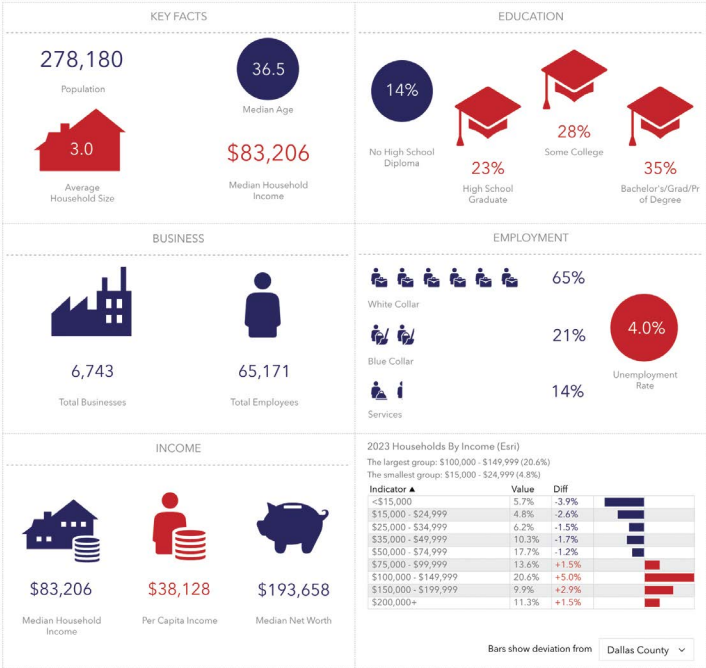 KEY FACTS
278,180
Population
36.5
Median Age
3.0
Average
Household Size
$83,206
Median Household
Income
EDUCATION
14%
No High School
Diploma
23%
High School
Graduate
28%
Some College
35%
Bachelor's/Grad/Pr
of Degree
BUSINESS
6,743
Total Businesses
65,171
Total Employees
EMPLOYMENT
65%
White Collar
21%
Blue Collar
14%
Services
4.0%
Unemployment
Rate
INCOME
$83,206
Median Household
Income
$38,128
Per Capita Income
$193,658
Median Net Worth
2023 Households By Income (Esri)
The largest group: $100,000 - $149,999 (20.6%)
The smallest group: $15,000 - $24,999 (4.8%)
Indicator ▲ Value Diff
<$15,000 5.7% -3.9%
$15,000 - $24,999 4.8% -2.6%
$25,000 - $34,999 6.2% -1.5%
$35,000 - $49,999 10.3% -1.7%
$50,000 - $74,999 17.7% -1.2%
$75,000 - $99,999 13.6% +1.5%
$100,000 - $149,999 20.6% +5.0%
$150,000 - $199,999 9.9% +2.9%
$200,000+ 11.3% +1.5%
Bars show deviation from Dallas County